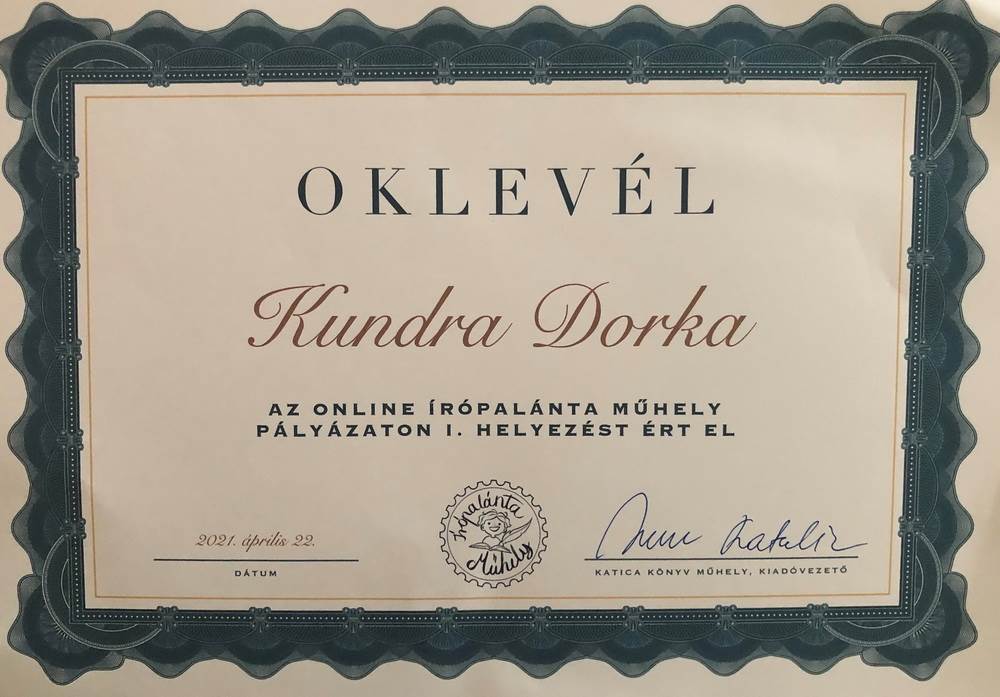 OKLEVÉL
Kundra Dorka
AZ ONLINE ÍRÓPALÁNTA MŰHELY
PÁLYÁZATON I. HELYEZÉST ÉRT EL
Írópalánta
Műhely
2021. április 22.
DÁTUM
Katalin
KATICA KÖNYV MŰHELY, KIADÓVEZETŐ